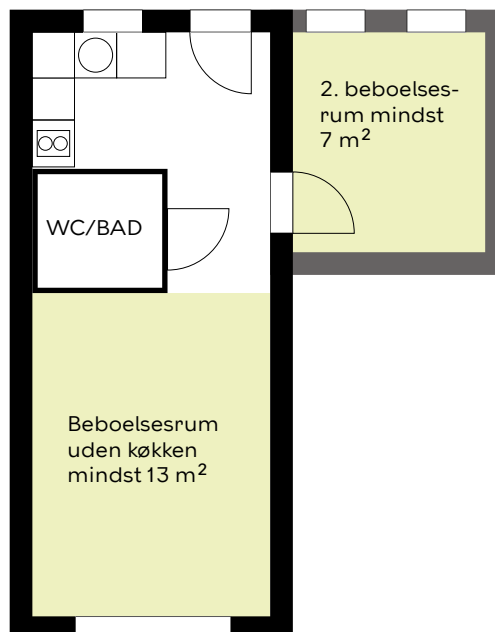 2. beboelses-
rum mindst
7 m²
WC/BAD
Beboelsesrum
uden køkken
mindst 13 m²